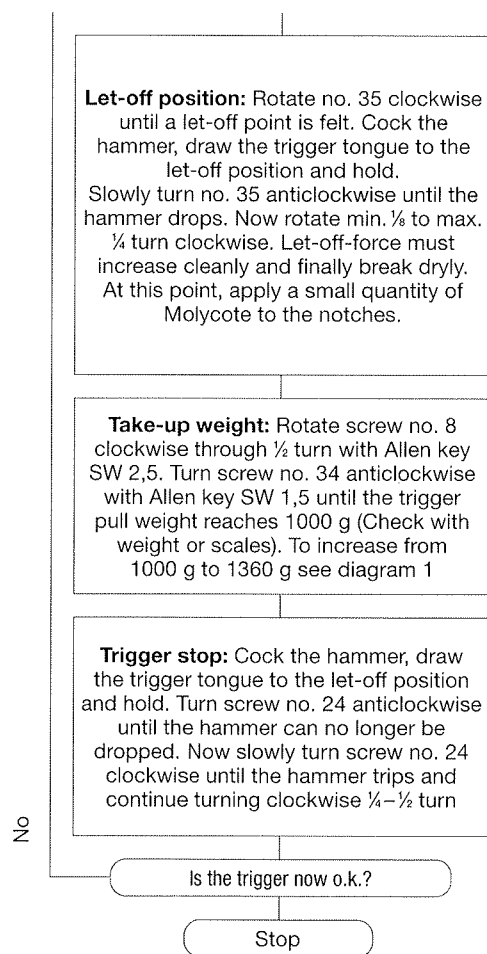 Let-off position: Rotate no. 35 clockwise
until a let-off point is felt. Cock the
hammer, draw the trigger tongue to the
let-off position and hold.
Slowly turn no. 35 anticlockwise until the
hammer drops. Now rotate min. ⅛ to max.
¼ turn clockwise. Let-off-force must
increase cleanly and finally break dryly.
At this point, apply a small quantity of
Molycote to the notches.
Take-up weight: Rotate screw no. 8
clockwise through ½ turn with Allen key
SW 2,5. Turn screw no. 34 anticlockwise
with Allen key SW 1,5 until the trigger
pull weight reaches 1000 g (Check with
weight or scales). To increase from
1000 g to 1360 g see diagram 1
Trigger stop: Cock the hammer, draw
the trigger tongue to the let-off position
and hold. Turn screw no. 24 anticlockwise
until the hammer can no longer be
dropped. Now slowly turn screw no. 24
clockwise until the hammer trips and
continue turning clockwise ¼–½ turn
No
Is the trigger now o.k.?
Stop